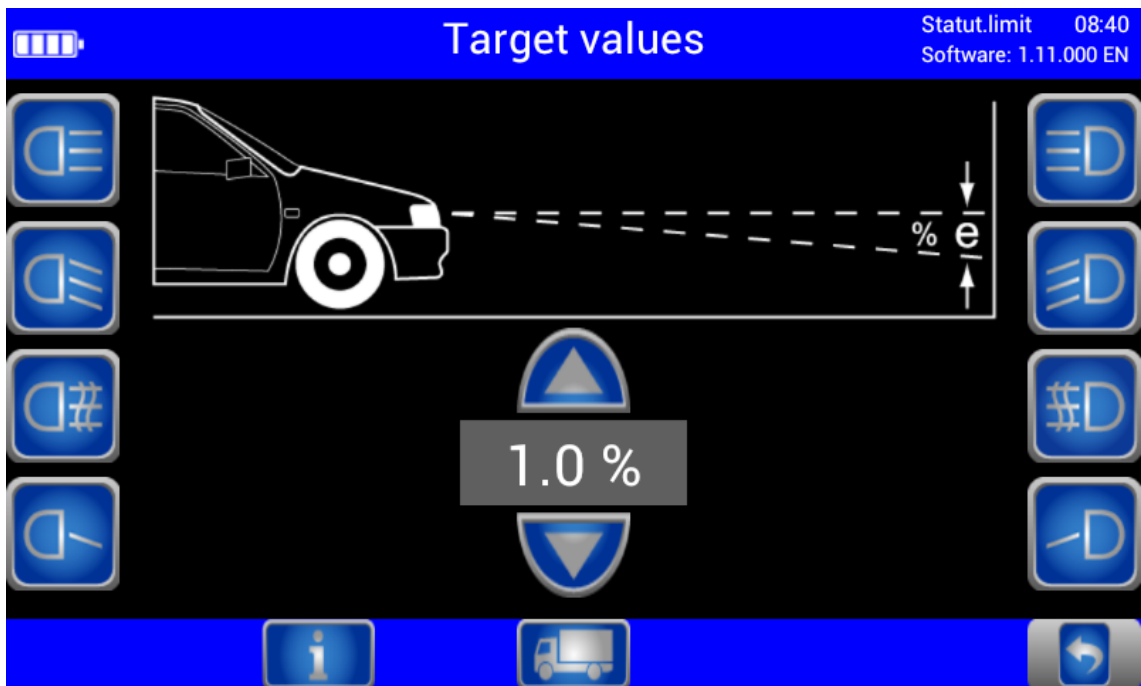 Target values
Statut.limit 08:40
Software: 1.11.000 EN
% e
1.0 %
i